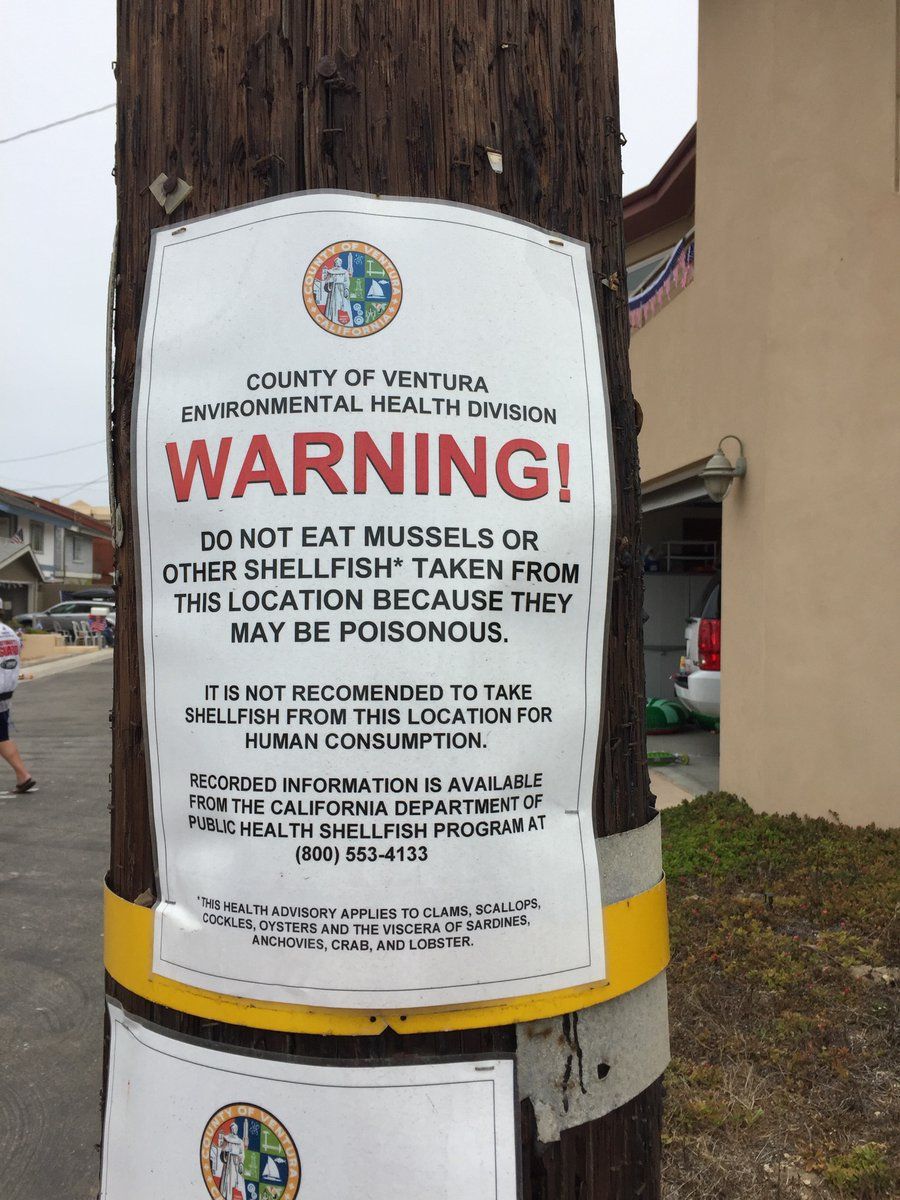 COUNTY OF VENTURA
CALIFORNIA
COUNTY OF VENTURA
ENVIRONMENTAL HEALTH DIVISION
WARNING!
DO NOT EAT MUSSELS OR
OTHER SHELLFISH* TAKEN FROM
THIS LOCATION BECAUSE THEY
MAY BE POISONOUS.
IT IS NOT RECOMENDED TO TAKE
SHELLFISH FROM THIS LOCATION FOR
HUMAN CONSUMPTION.
RECORDED INFORMATION IS AVAILABLE
FROM THE CALIFORNIA DEPARTMENT OF
PUBLIC HEALTH SHELLFISH PROGRAM AT
(800) 553-4133
*THIS HEALTH ADVISORY APPLIES TO CLAMS, SCALLOPS,
COCKLES, OYSTERS AND THE VISCERA OF SARDINES,
ANCHOVIES, CRAB, AND LOBSTER.
COUNTY OF VENTURA